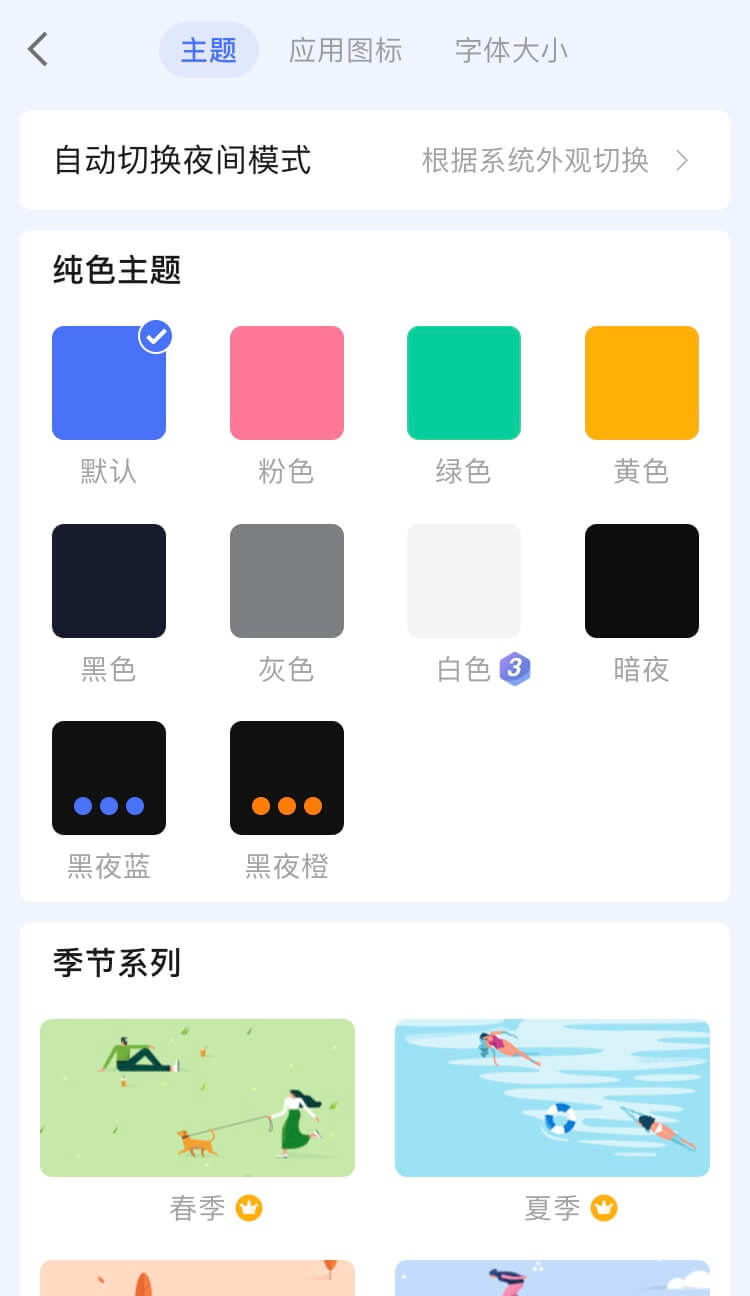 主题 应用图标 字体大小
自动切换夜间模式 根据系统外观切换
纯色主题
默认 粉色 绿色 黄色
黑色 灰色 白色 3 暗夜
黑夜蓝 黑夜橙
季节系列
春季 夏季